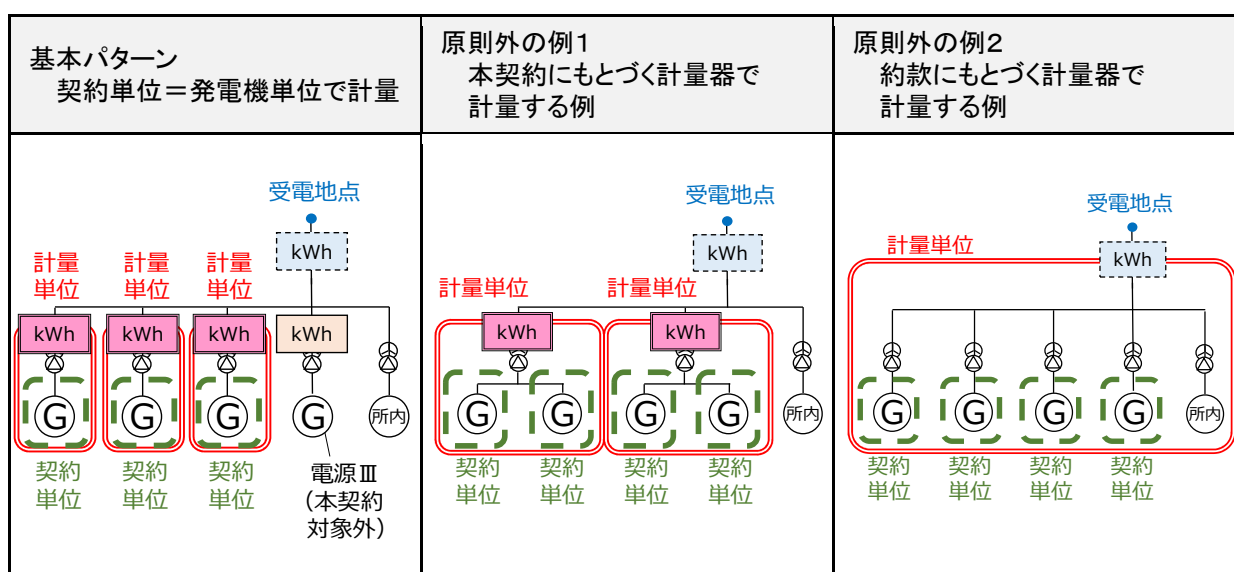 基本パターン
契約単位＝発電機単位で計量
原則外の例１
本契約にもとづく計量器で
計量する例
原則外の例２
約款にもとづく計量器で
計量する例
受電地点
kWh
計量
単位
計量
単位
計量
単位
kWh
kWh
kWh
kWh
G
G
G
G
所内
契約
単位
契約
単位
契約
単位
電源Ⅲ
（本契約
対象外）
受電地点
kWh
計量単位
計量単位
kWh
kWh
G
G
G
G
所内
契約
単位
契約
単位
契約
単位
契約
単位
受電地点
計量単位
kWh
G
G
G
G
所内
契約
単位
契約
単位
契約
単位
契約
単位